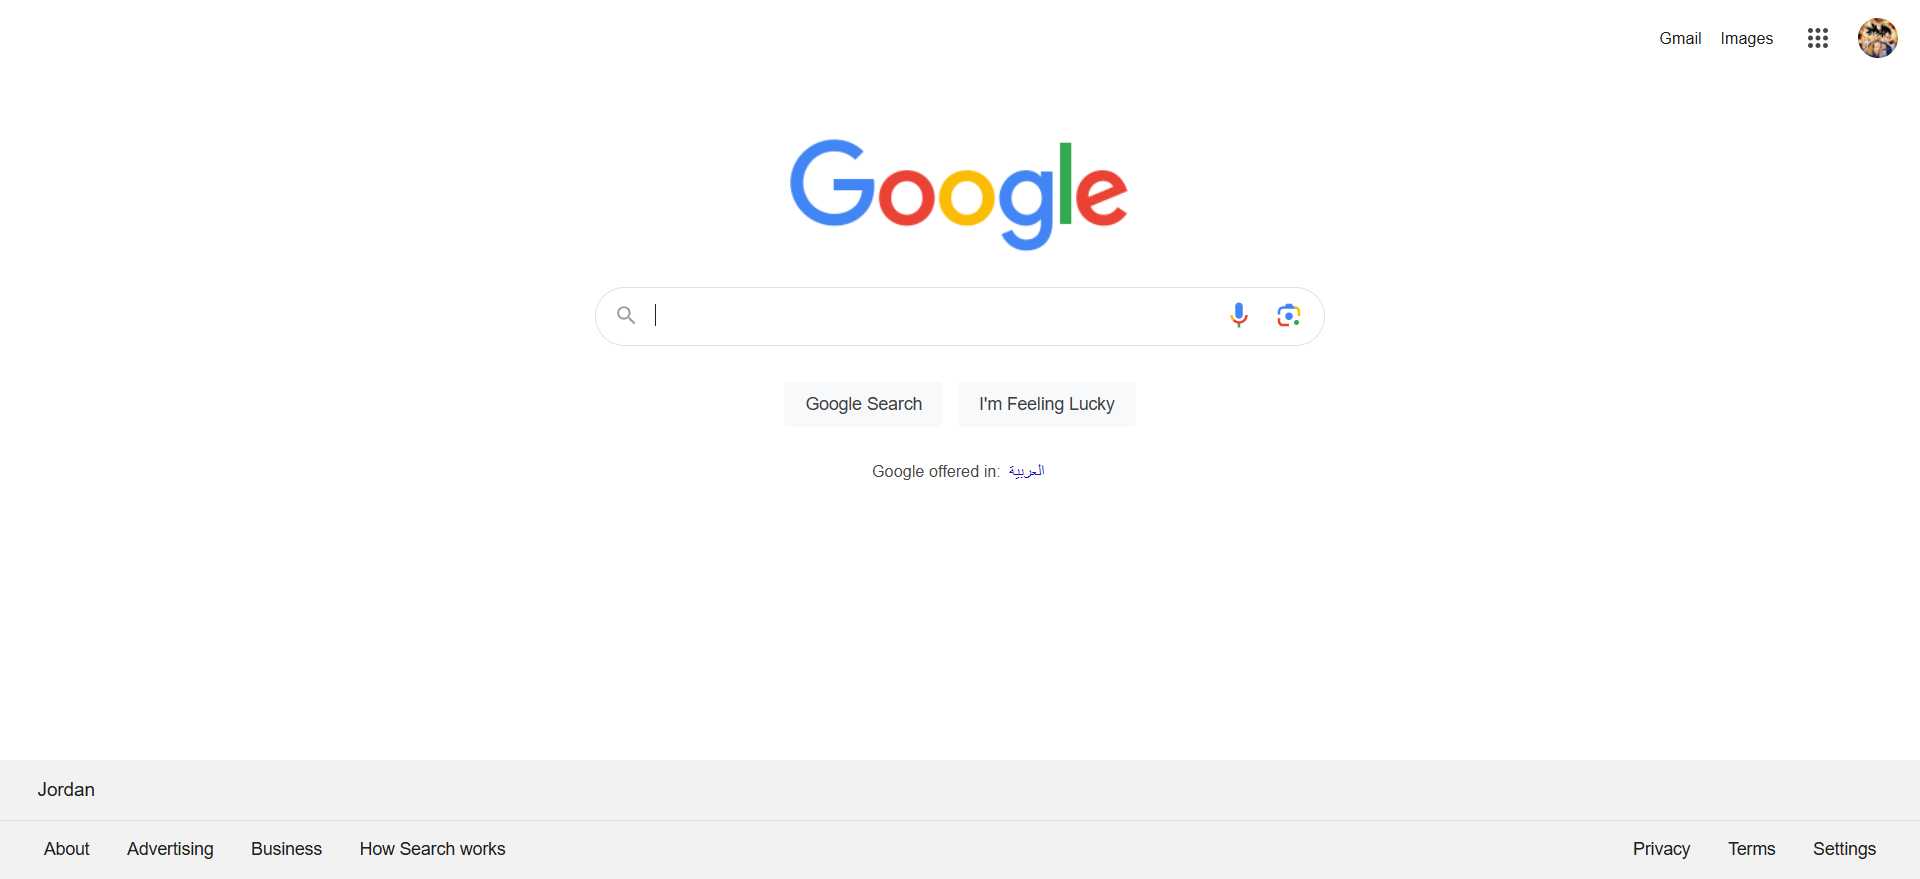 Gmail Images
Google
Google Search I'm Feeling Lucky
Google offered in: العربية
Jordan
About Advertising Business How Search works Privacy Terms Settings